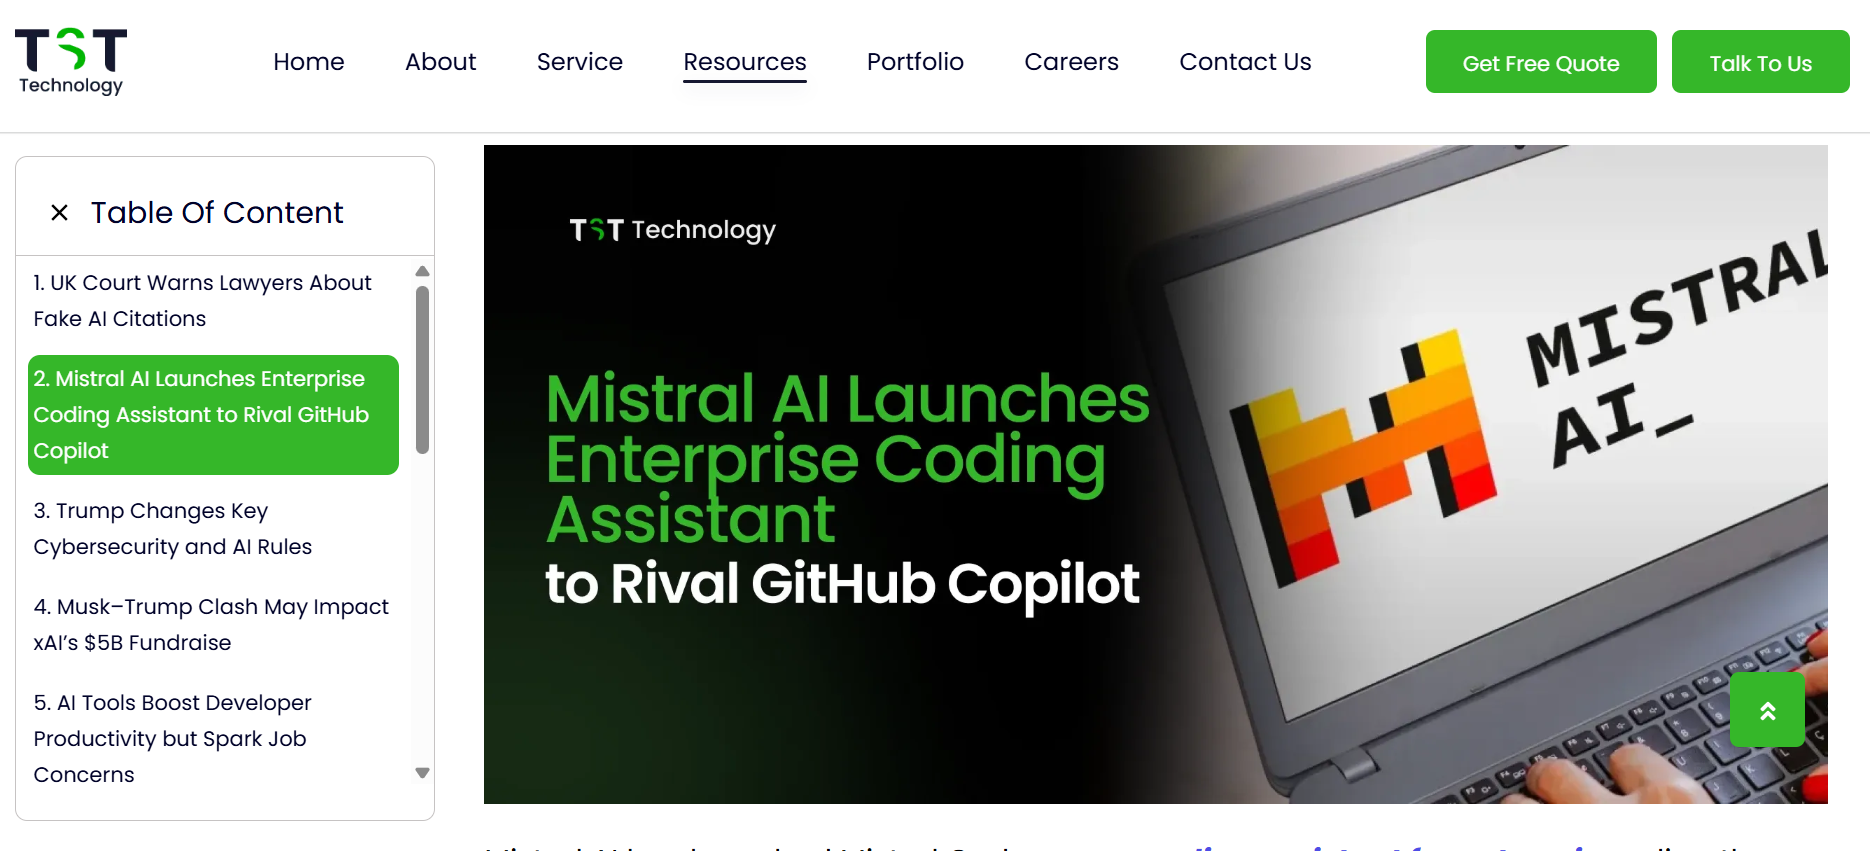 TST
Technology
Home
About
Service
Resources
Portfolio
Careers
Contact Us
Get Free Quote
Talk To Us
Table Of Content
1. UK Court Warns Lawyers About
Fake AI Citations
2. Mistral AI Launches Enterprise
Coding Assistant to Rival GitHub
Copilot
3. Trump Changes Key
Cybersecurity and AI Rules
4. Musk–Trump Clash May Impact
xAI’s $5B Fundraise
5. AI Tools Boost Developer
Productivity but Spark Job
Concerns
TST Technology
Mistral AI Launches
Enterprise Coding
Assistant
to Rival GitHub Copilot
MISTRAL
AI_